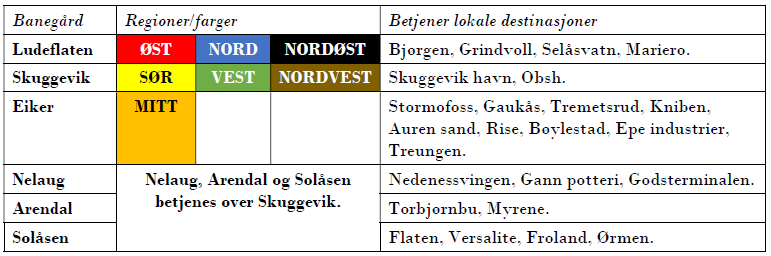 Banegård Regioner/farger Betjener lokale destinasjoner
Ludeflaten ØST NORD NORDØST Bjørgen, Grindvoll, Selåsvatn, Mariero.
Skuggevik SØR VEST NORDVEST Skuggevik havn, Obsh.
Eiker MITT Stormofoss, Gaukås, Tremetsrud, Kniben,
Auren sand, Rise, Bøylestad, Epe industrier,
Treungen.
Nelaug Nelaug, Arendal og Solåsen Nedenessvingen, Gann potteri, Godsterminalen.
betjenes over Skuggevik.
Arendal Torbjørnbu, Myrene.
Solåsen Flaten, Versalite, Froland, Ørmen.